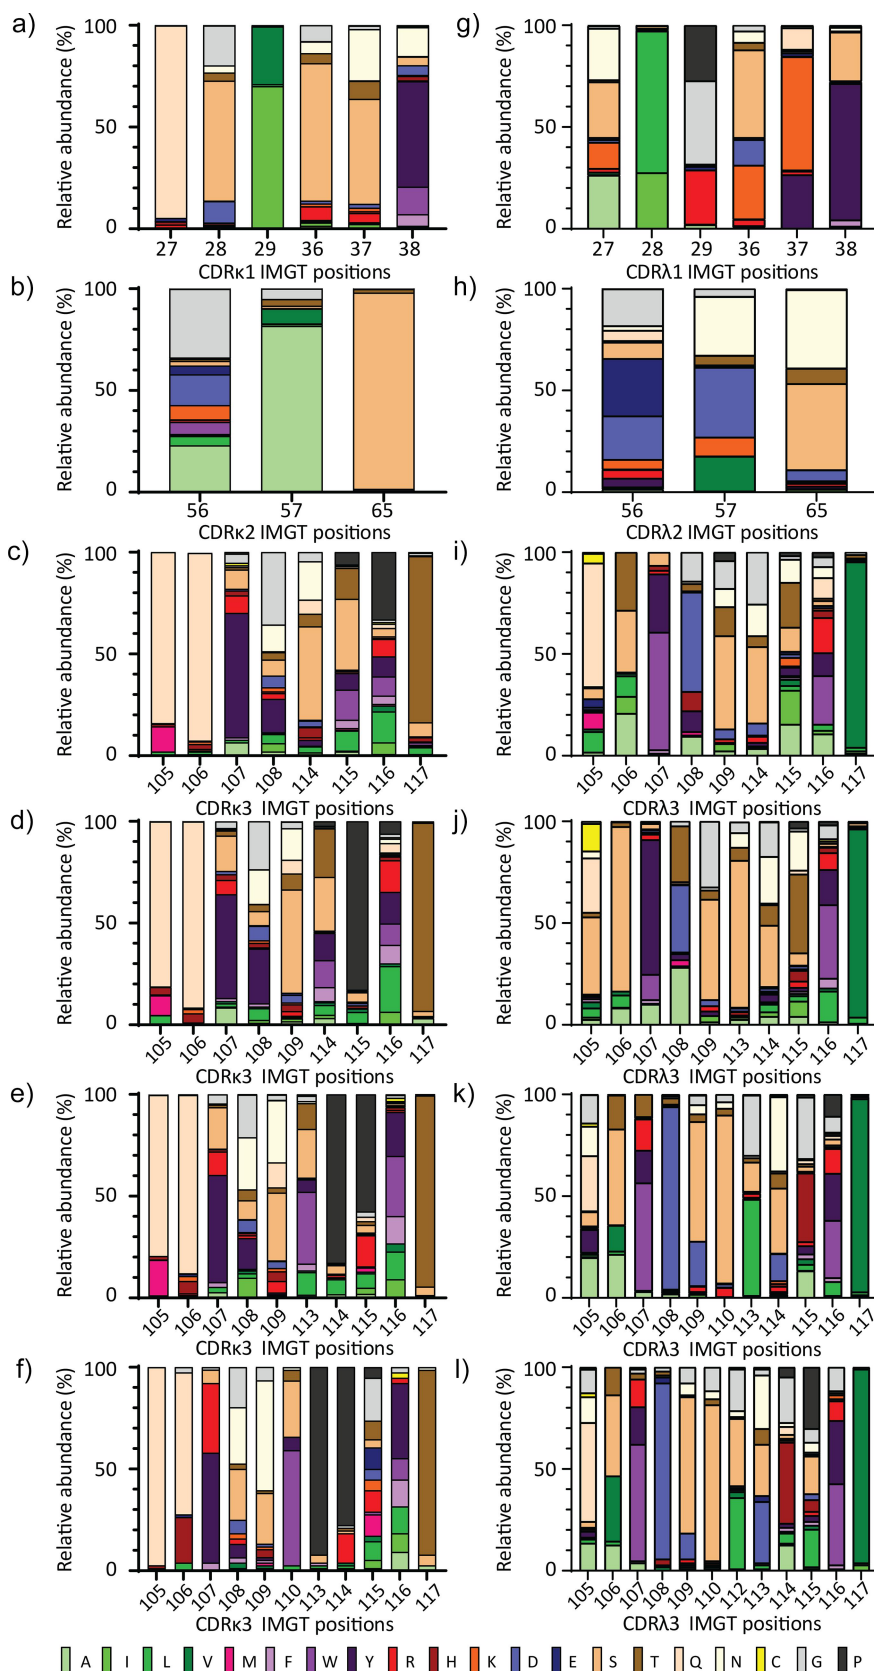 a)
Relative abundance (%)
100
50
0
27 28 29 36 37 38
CDRκ1 IMGT positions
b)
Relative abundance (%)
100
50
0
56 57 65
CDRκ2 IMGT positions
c)
Relative abundance (%)
100
50
0
105 106 107 108 114 115 116 117
CDRκ3 IMGT positions
d)
Relative abundance (%)
100
50
0
105 106 107 108 109 114 115 116 117
CDRκ3 IMGT positions
e)
Relative abundance (%)
100
50
0
105 106 107 108 109 113 114 115 116 117
CDRκ3 IMGT positions
f)
Relative abundance (%)
100
50
0
105 106 107 108 109 110 113 114 115 116 117
CDRκ3 IMGT positions
g)
Relative abundance (%)
100
50
0
27 28 29 36 37 38
CDRλ1 IMGT positions
h)
Relative abundance (%)
100
50
0
56 57 65
CDRλ2 IMGT positions
i)
Relative abundance (%)
100
50
0
105 106 107 108 109 114 115 116 117
CDRλ3 IMGT positions
j)
Relative abundance (%)
100
50
0
105 106 107 108 109 113 114 115 116 117
CDRλ3 IMGT positions
k)
Relative abundance (%)
100
50
0
105 106 107 108 109 110 113 114 115 116 117
CDRλ3 IMGT positions
l)
Relative abundance (%)
100
50
0
105 106 107 108 109 110 112 113 114 115 116 117
CDRλ3 IMGT positions
A I L V M F W Y R H K D E S T Q N C G P